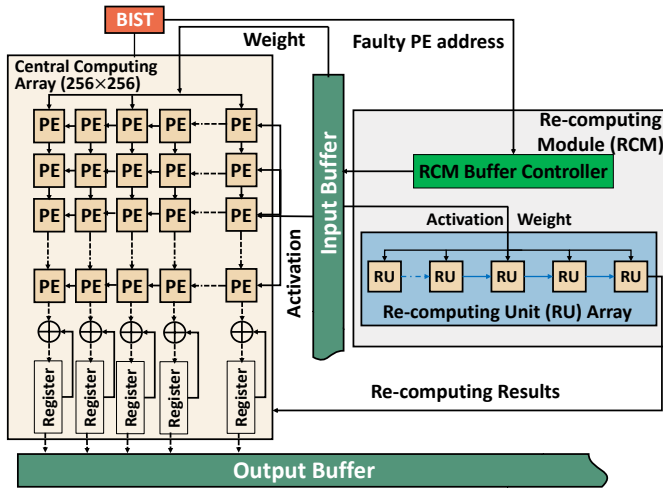 BIST
Weight
Faulty PE address
Central Computing
Array (256×256)
Re-computing
Module (RCM)
PE PE PE PE PE
RCM Buffer Controller
PE PE PE PE PE
Input Buffer
PE PE PE PE PE
Activation Weight
Activation
RU RU RU RU RU
PE PE PE PE PE
Re-computing Unit (RU) Array
Register Register Register Register Register
Re-computing Results
Output Buffer